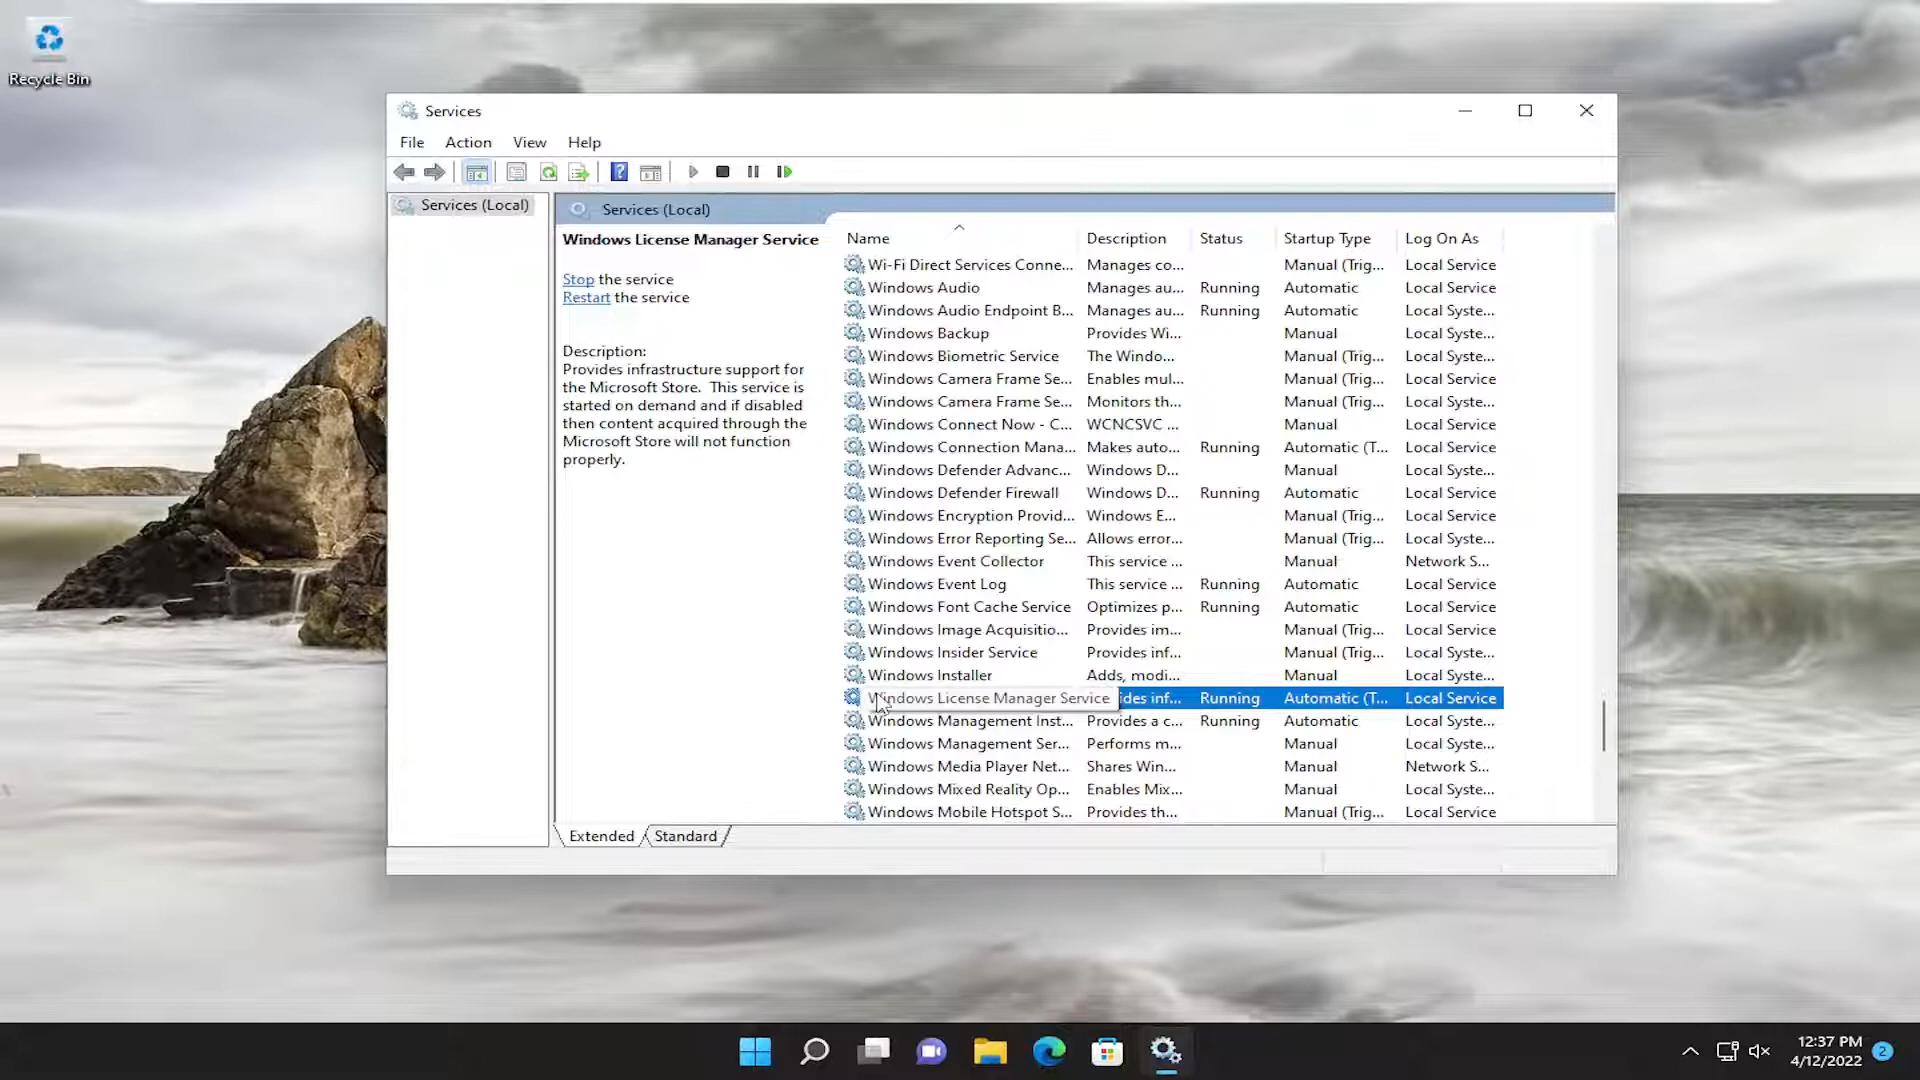 Recycle Bin
Services
File Action View Help
Services (Local)
Services (Local)
Windows License Manager Service
Stop the service
Restart the service
Description:
Provides infrastructure support for
the Microsoft Store. This service is
started on demand and if disabled
then content acquired through the
Microsoft Store will not function
properly.
Name Description Status Startup Type Log On As
Wi-Fi Direct Services Conne... Manages co... Manual (Trig... Local Service
Windows Audio Manages au... Running Automatic Local Service
Windows Audio Endpoint B... Manages au... Running Automatic Local Syste...
Windows Backup Provides Wi... Manual Local Syste...
Windows Biometric Service The Windo... Manual (Trig... Local Syste...
Windows Camera Frame Se... Enables mul... Manual (Trig... Local Service
Windows Camera Frame Se... Monitors th... Manual (Trig... Local Syste...
Windows Connect Now - C... WCNCSVC ... Manual Local Service
Windows Connection Mana... Makes auto... Running Automatic (T... Local Service
Windows Defender Advanc... Windows D... Manual Local Syste...
Windows Defender Firewall Windows D... Running Automatic Local Service
Windows Encryption Provid... Windows E... Manual (Trig... Local Service
Windows Error Reporting Se... Allows error... Manual (Trig... Local Syste...
Windows Event Collector This service ... Manual Network S...
Windows Event Log This service ... Running Automatic Local Service
Windows Font Cache Service Optimizes p... Running Automatic Local Service
Windows Image Acquisitio... Provides im... Manual (Trig... Local Service
Windows Insider Service Provides inf... Manual (Trig... Local Syste...
Windows Installer Adds, modi... Manual Local Syste...
Windows License Manager Service ides inf... Running Automatic (T... Local Service
Windows Management Inst... Provides a c... Running Automatic Local Syste...
Windows Management Ser... Performs m... Manual Local Syste...
Windows Media Player Net... Shares Win... Manual Network S...
Windows Mixed Reality Op... Enables Mix... Manual Local Syste...
Windows Mobile Hotspot S... Provides th... Manual (Trig... Local Service
Extended Standard
12:37 PM
4/12/2022
2